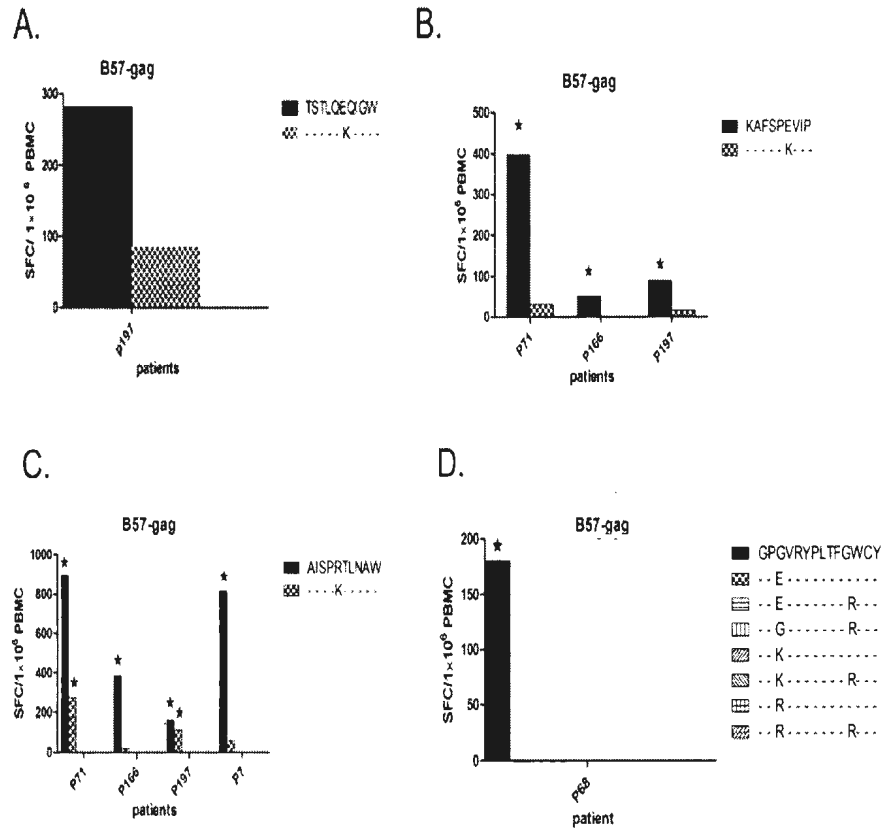 A.
B57-gag
300
200
100
0
SFC/ 1×10⁶ PBMC
p197
patients
TSTLQEQIGW
- - - - - K - - - -
B.
B57-gag
500
400
300
200
100
0
SFC/1×10⁶ PBMC
P71
P166
P197
patients
KAFSPEVIP
- - - - - K - - -
C.
B57-gag
1000
800
600
400
200
0
SFC/1×10⁶ PBMC
P71
P166
P197
P7
patients
AISPRTLNAW
- - - - K - - - - -
D.
B57-gag
200
150
100
50
0
SFC/1×10⁶ PBMC
P68
patient
GPGVRYPLTFGWCY
- - E - - - - - - - - - - -
- - E - - - - - - - R - - -
- - G - - - - - - - R - - -
- - K - - - - - - - - - - -
- - K - - - - - - - R - - -
- - R - - - - - - - - - - -
- - R - - - - - - - R - - -